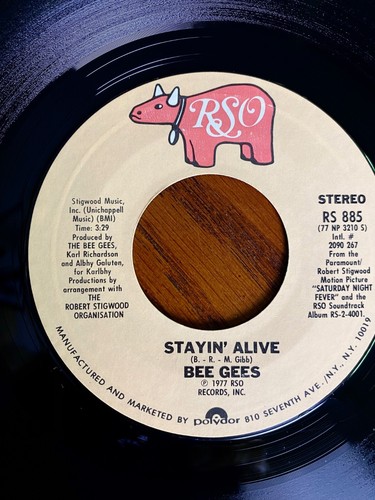 RSO
Stigwood Music,
Inc. (Unichappell
Music) (BMI)
Time: 3:29
Produced by
THE BEE GEES,
Karl Richardson
and Albhy Galuten,
for Karlbhy
Productions by
arrangement with
THE
ROBERT STIGWOOD
ORGANISATION
STEREO
RS 885
(77 NP 3210 S)
Intl. #
2090 267
From the
Paramount/
Robert Stigwood
Motion Picture
"SATURDAY NIGHT
FEVER" and the
RSO Soundtrack
Album RS-2-4001.
STAYIN' ALIVE
(B. - R. - M. Gibb)
BEE GEES
℗ 1977 RSO
RECORDS, INC.
MANUFACTURED AND MARKETED BY polydor 810 SEVENTH AVE./N.Y., N.Y. 10019